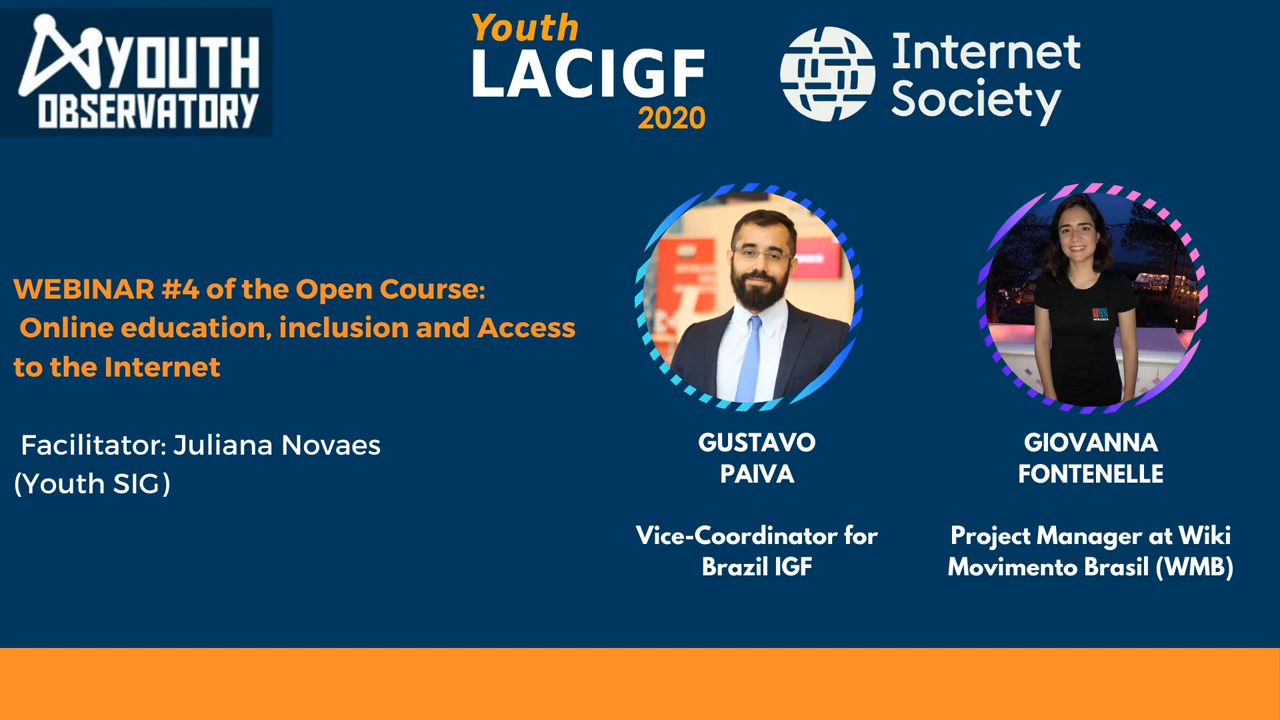 YOUTH
OBSERVATORY
Youth
LACIGF
2020
Internet
Society
WEBINAR #4 of the Open Course:
Online education, inclusion and Access
to the Internet
Facilitator: Juliana Novaes
(Youth SIG)
GUSTAVO
PAIVA
Vice-Coordinator for
Brazil IGF
GIOVANNA
FONTENELLE
Project Manager at Wiki
Movimento Brasil (WMB)